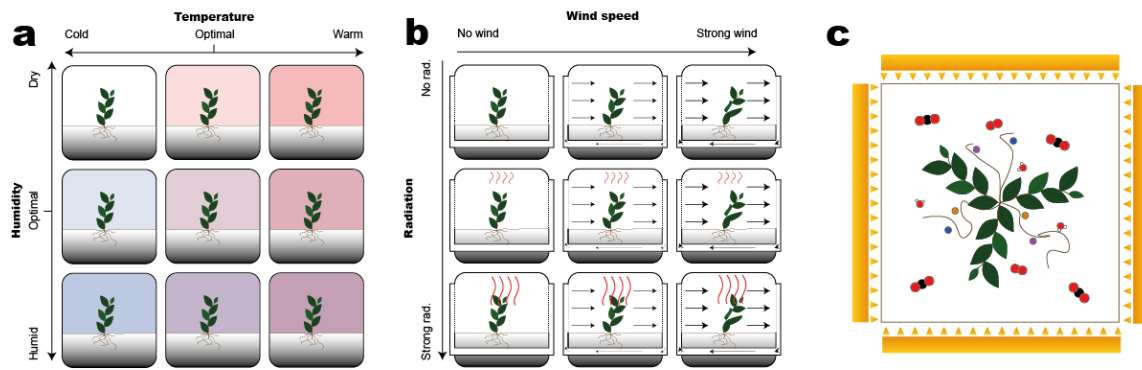 a
Temperature
Cold
Optimal
Warm
Humidity
Dry
Optimal
Humid
b
Wind speed
No wind
Strong wind
Radiation
No rad.
Strong rad.
c